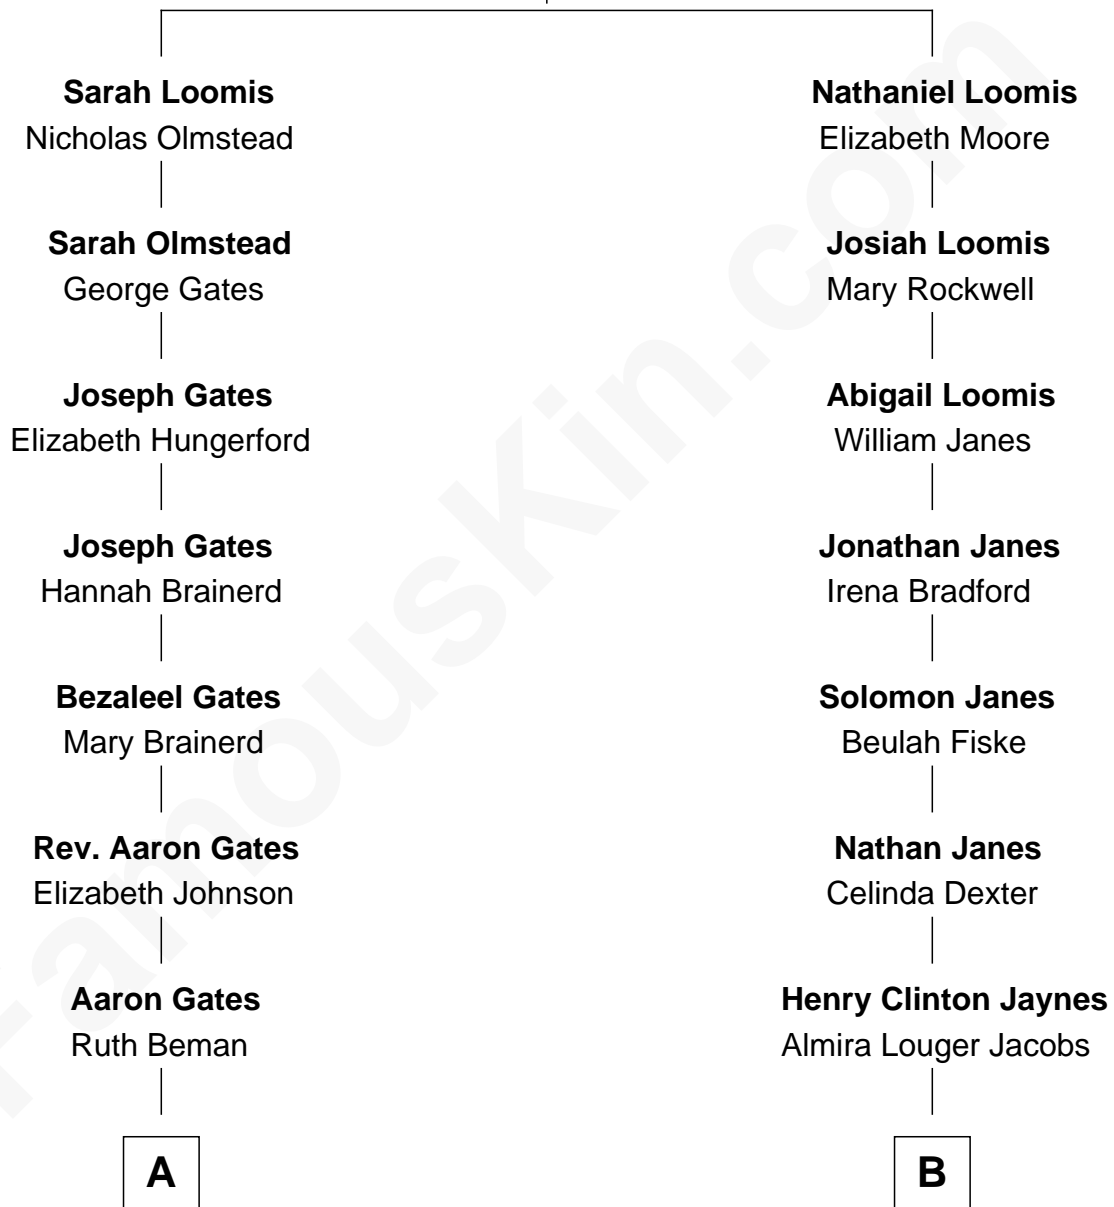 Sarah Loomis
Nicholas Olmstead
Sarah Olmstead
George Gates
Joseph Gates
Elizabeth Hungerford
Joseph Gates
Hannah Brainerd
Bezaleel Gates
Mary Brainerd
Rev. Aaron Gates
Elizabeth Johnson
Aaron Gates
Ruth Beman
A
Nathaniel Loomis
Elizabeth Moore
Josiah Loomis
Mary Rockwell
Abigail Loomis
William Janes
Jonathan Janes
Irena Bradford
Solomon Janes
Beulah Fiske
Nathan Janes
Celinda Dexter
Henry Clinton Jaynes
Almira Louger Jacobs
B
FamousKin.com